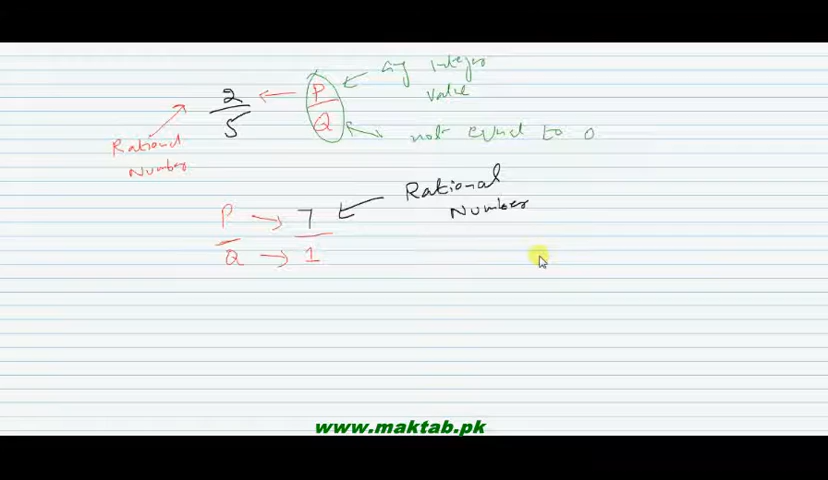 any integer
value
2 ← P
5 Q
not equal to 0
Rational
Number
P → 7 ← Rational
Number
Q → 1
www.maktab.pk